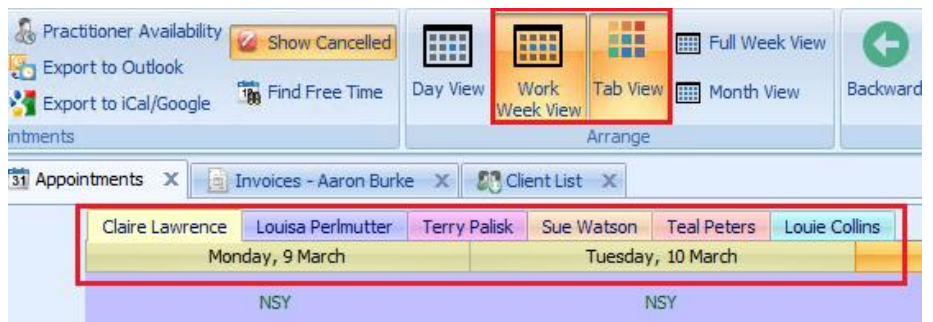 Practitioner Availability
Show Cancelled
Export to Outlook
Find Free Time
Export to iCal/Google
Day View
Work
Week View
Tab View
Full Week View
Month View
Backward
intments
Arrange
31 Appointments X Invoices - Aaron Burke X Client List X
Claire Lawrence Louisa Perlmutter Terry Palisk Sue Watson Teal Peters Louie Collins
Monday, 9 March Tuesday, 10 March
NSY NSY